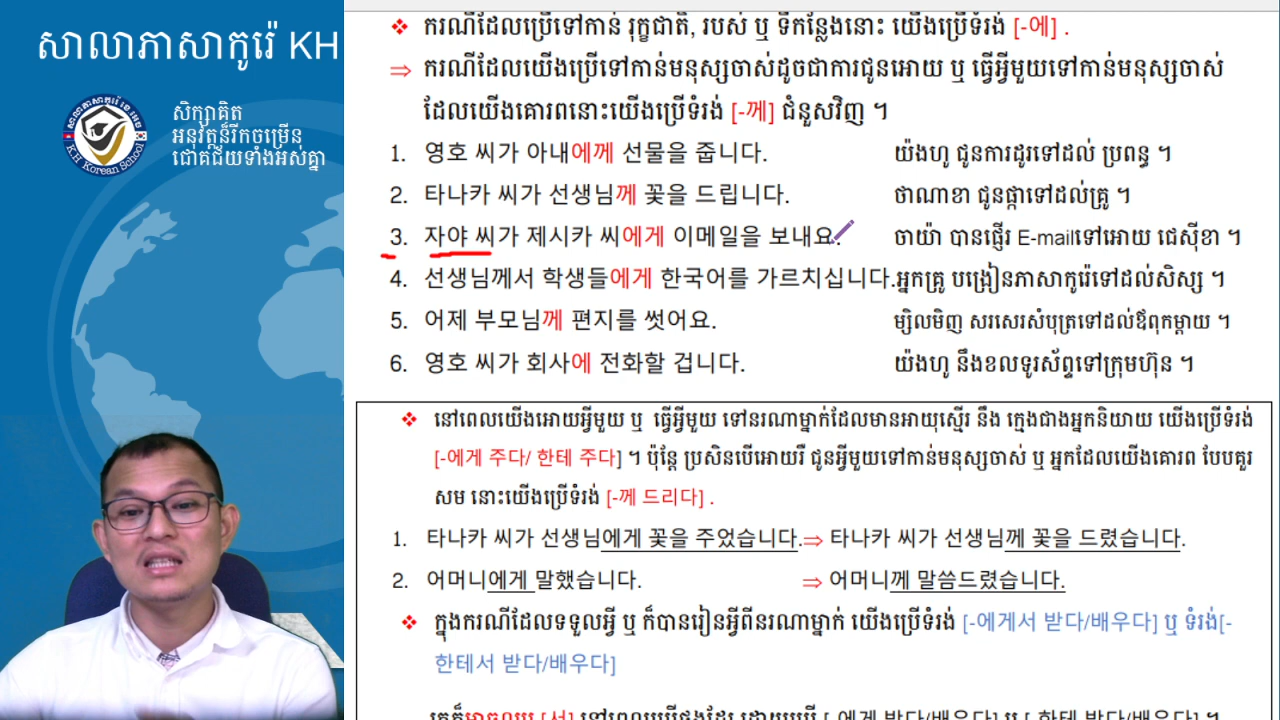 សាលាភាសាកូរ៉េ KH
សាលាភាសាកូរ៉េ ខេ អេច
K.H Korean School
សិក្សាគិត
អនុវត្តន៍រីកចម្រើន
ជោគជ័យទាំងអស់គ្នា
❖ ករណីដែលប្រើទៅកាន់ រុក្ខជាតិ, របស់ ឬ ទីកន្លែងនោះ យើងប្រើទំរង់ [-에] .
⇒ ករណីដែលយើងប្រើទៅកាន់មនុស្សចាស់ដូចជាការជូនអោយ ឬ ធ្វើអ្វីមួយទៅកាន់មនុស្សចាស់
ដែលយើងគោរពនោះយើងប្រើទំរង់ [-께] ជំនួសវិញ ។
1. 영호 씨가 아내에께 선물을 줍니다. យ៉ងហូ ជូនការដូរទៅដល់ ប្រពន្ធ ។
2. 타나카 씨가 선생님께 꽃을 드립니다. ថាណាខា ជូនផ្កាទៅដល់គ្រូ ។
3. 자야 씨가 제시카 씨에게 이메일을 보내요. ចាយ៉ា បានផ្ញើរ E-mailទៅអោយ ជេស៊ីខា ។
4. 선생님께서 학생들에게 한국어를 가르치십니다. អ្នកគ្រូ បង្រៀនភាសាកូរ៉េទៅដល់សិស្ស ។
5. 어제 부모님께 편지를 썻어요. ម្សិលមិញ សរសេរសំបុត្រទៅដល់ឪពុកម្តាយ ។
6. 영호 씨가 회사에 전화할 겁니다. យ៉ងហូ នឹងខលទូរស័ព្ទទៅក្រុមហ៊ុន ។
❖ នៅពេលយើងអោយអ្វីមួយ ឬ ធ្វើអ្វីមួយ ទៅនរណាម្នាក់ដែលមានអាយុស្មើរ នឹង ក្មេងជាងអ្នកនិយាយ យើងប្រើទំរង់
[-에게 주다/ 한테 주다] ។ ប៉ុន្តែ ប្រសិនបើអោយរឺ ជូនអ្វីមួយទៅកាន់មនុស្សចាស់ ឬ អ្នកដែលយើងគោរព បែបគួរ
សម នោះយើងប្រើទំរង់ [-께 드리다] .
1. 타나카 씨가 선생님에게 꽃을 주었습니다.⇒ 타나카 씨가 선생님께 꽃을 드렸습니다.
2. 어머니에게 말했습니다. ⇒ 어머니께 말씀드렸습니다.
❖ ក្នុងករណីដែលទទួលអ្វី ឬ ក៏បានរៀនអ្វីពីនរណាម្នាក់ យើងប្រើទំរង់ [-에게서 받다/배우다] ឬ ទំរង់[-
한테서 받다/배우다]